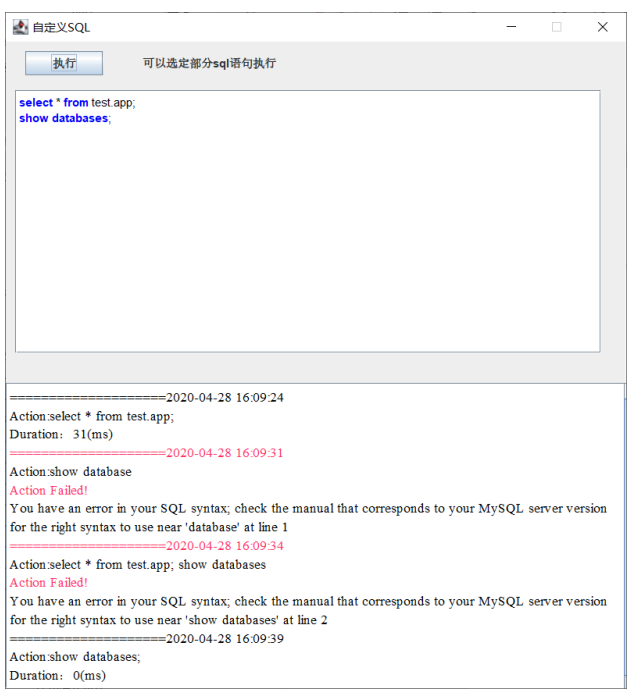 自定义SQL
执行 可以选定部分sql语句执行
select * from test.app;
show databases;
====================2020-04-28 16:09:24
Action:select * from test.app;
Duration： 31(ms)
====================2020-04-28 16:09:31
Action:show database
Action Failed!
You have an error in your SQL syntax; check the manual that corresponds to your MySQL server version
for the right syntax to use near 'database' at line 1
====================2020-04-28 16:09:34
Action:select * from test.app; show databases
Action Failed!
You have an error in your SQL syntax; check the manual that corresponds to your MySQL server version
for the right syntax to use near 'show databases' at line 2
====================2020-04-28 16:09:39
Action:show databases;
Duration： 0(ms)